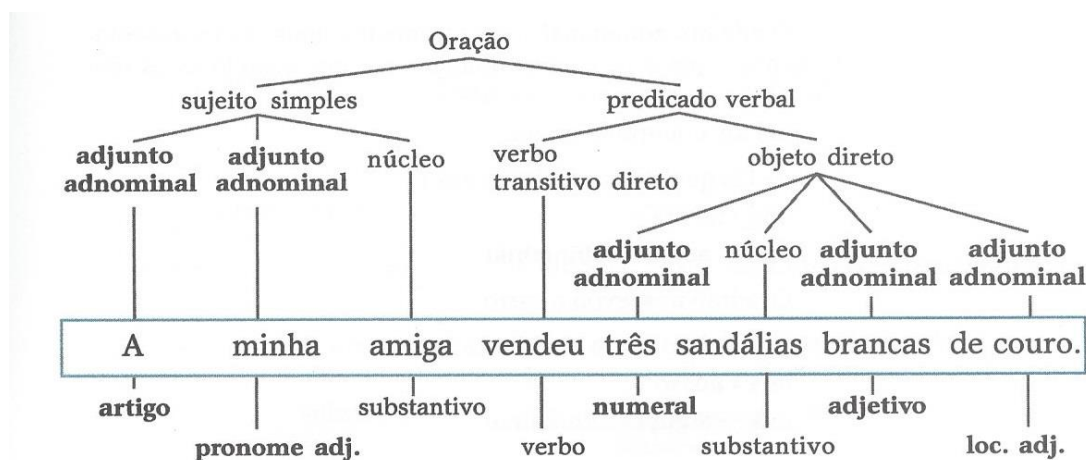 Oração
sujeito simples
predicado verbal
adjunto adnominal
adjunto adnominal
núcleo
verbo transitivo direto
objeto direto
adjunto adnominal
núcleo
adjunto adnominal
adjunto adnominal
A minha amiga vendeu três sandálias brancas de couro.
artigo
substantivo
numeral
adjetivo
pronome adj.
verbo
substantivo
loc. adj.